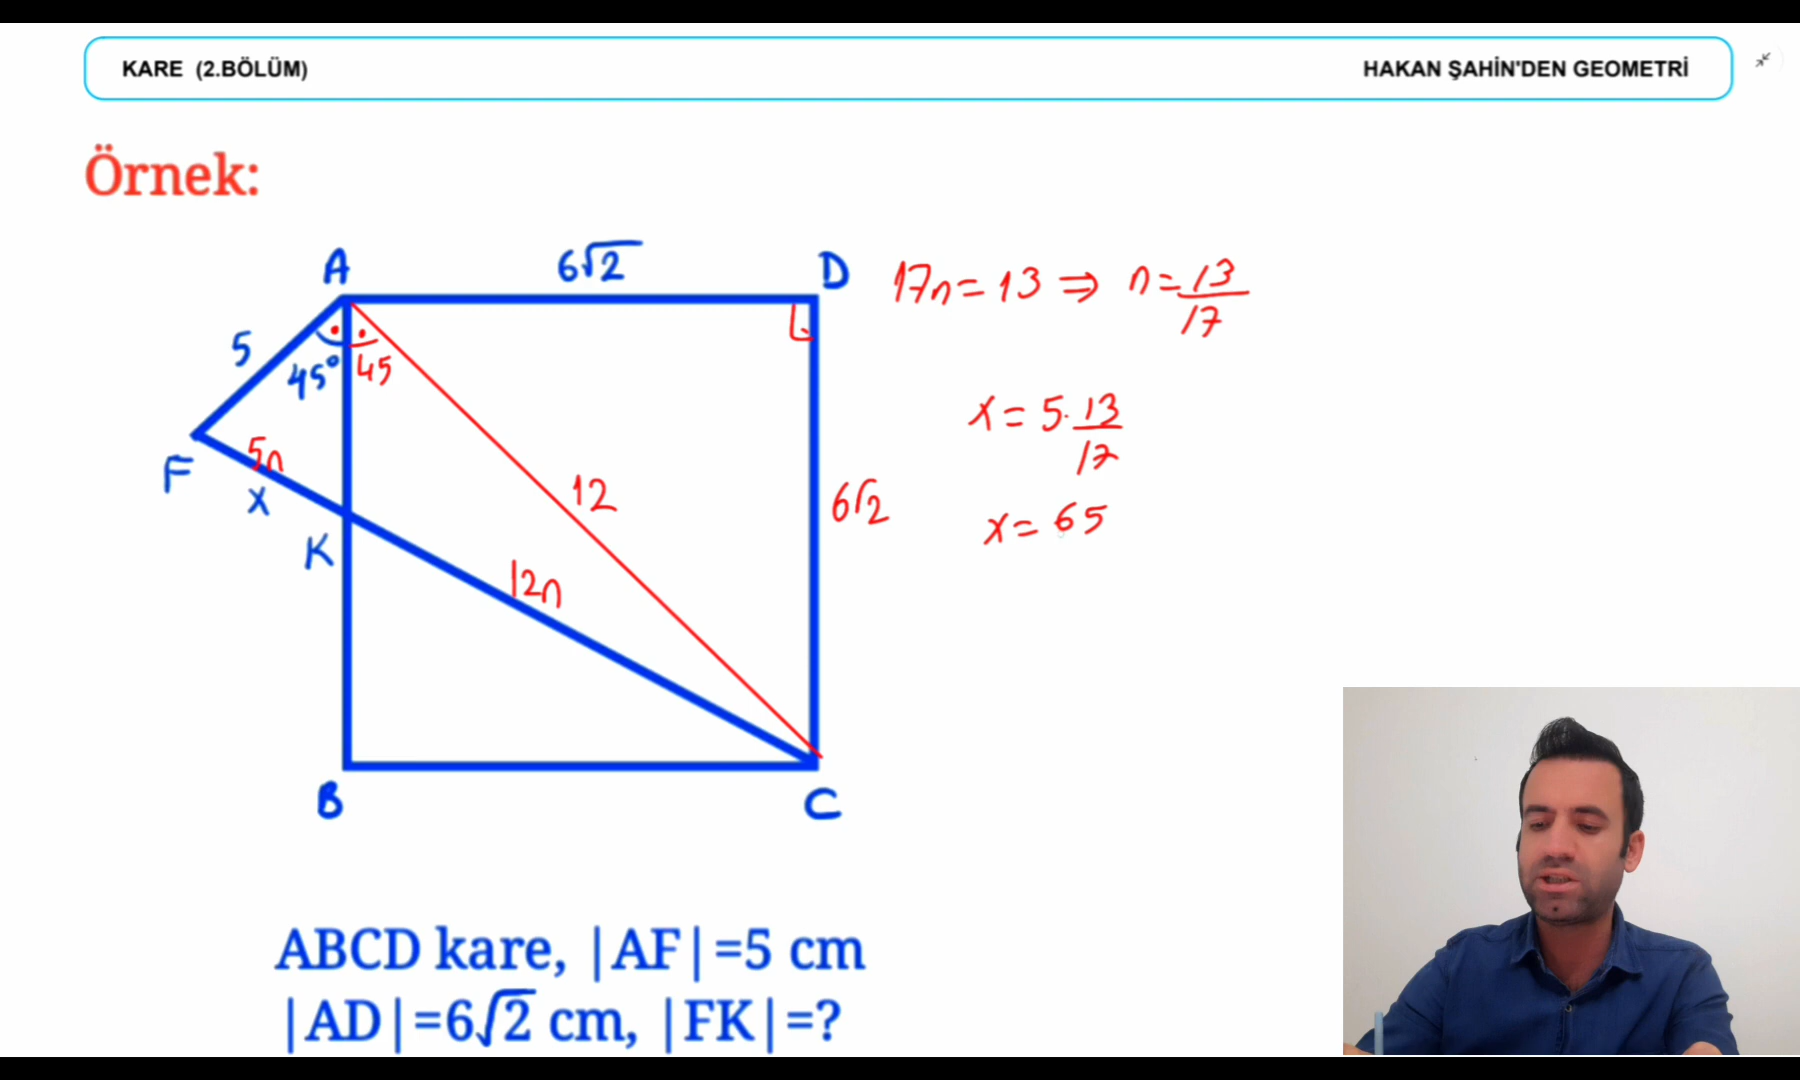 KARE (2.BÖLÜM)
HAKAN ŞAHİN'DEN GEOMETRİ
Örnek:
A
6√2
D
5
45°
45
F
5n
x
K
12
12n
6√2
B
C
17n = 13 ⇒ n = 13/17
x = 5 · 13/17
x = 65
ABCD kare, |AF|=5 cm
|AD|=6√2 cm, |FK|=?